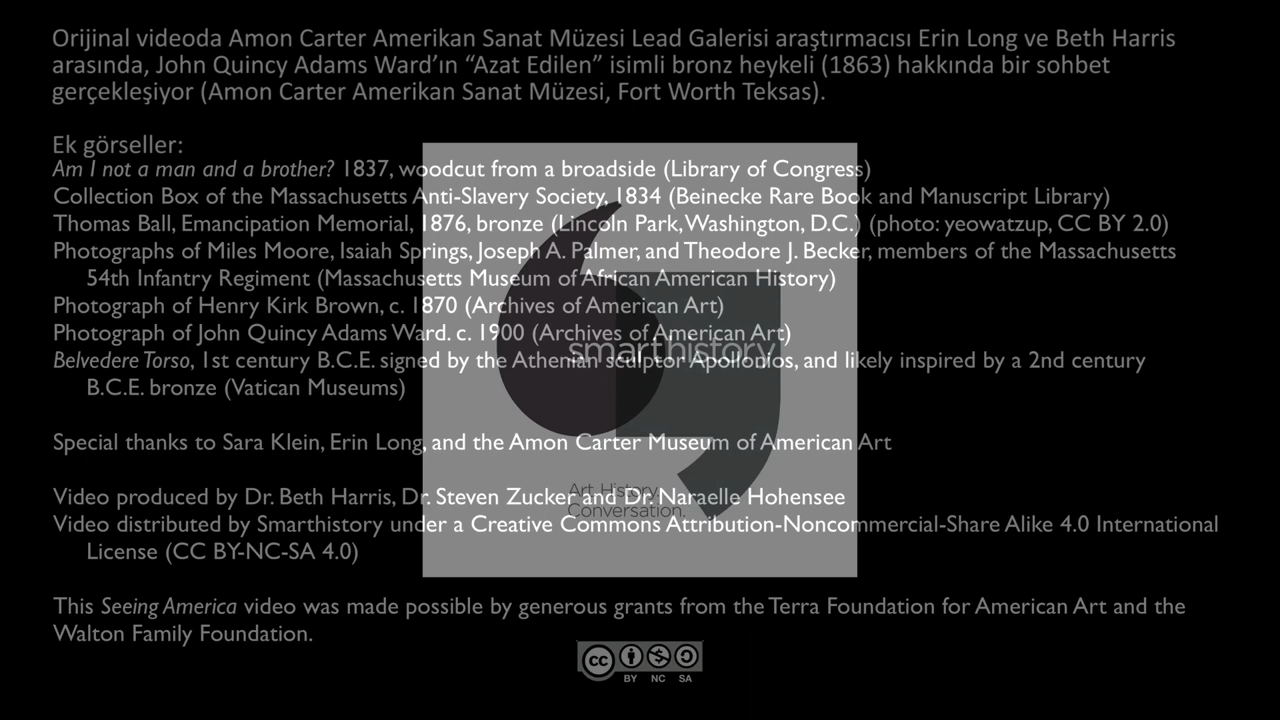 Orijinal videoda Amon Carter Amerikan Sanat Müzesi Lead Galerisi araştırmacısı Erin Long ve Beth Harris
arasında, John Quincy Adams Ward’ın “Azat Edilen” isimli bronz heykeli (1863) hakkında bir sohbet
gerçekleşiyor (Amon Carter Amerikan Sanat Müzesi, Fort Worth Teksas).
Ek görseller:
Am I not a man and a brother? 1837, woodcut from a broadside (Library of Congress)
Collection Box of the Massachusetts Anti-Slavery Society, 1834 (Beinecke Rare Book and Manuscript Library)
Thomas Ball, Emancipation Memorial, 1876, bronze (Lincoln Park, Washington, D.C.) (photo: yeowatzup, CC BY 2.0)
Photographs of Miles Moore, Isaiah Springs, Joseph A. Palmer, and Theodore J. Becker, members of the Massachusetts
54th Infantry Regiment (Massachusetts Museum of African American History)
Photograph of Henry Kirk Brown, c. 1870 (Archives of American Art)
Photograph of John Quincy Adams Ward. c. 1900 (Archives of American Art)
smarthistory
Belvedere Torso, 1st century B.C.E. signed by the Athenian sculptor Apollonios, and likely inspired by a 2nd century
B.C.E. bronze (Vatican Museums)
Special thanks to Sara Klein, Erin Long, and the Amon Carter Museum of American Art
Art History
Video produced by Dr. Beth Harris, Dr. Steven Zucker and Dr. Naraelle Hohensee
Conversation.
Video distributed by Smarthistory under a Creative Commons Attribution-Noncommercial-Share Alike 4.0 International
License (CC BY-NC-SA 4.0)
This Seeing America video was made possible by generous grants from the Terra Foundation for American Art and the
Walton Family Foundation.
cc
BY NC SA